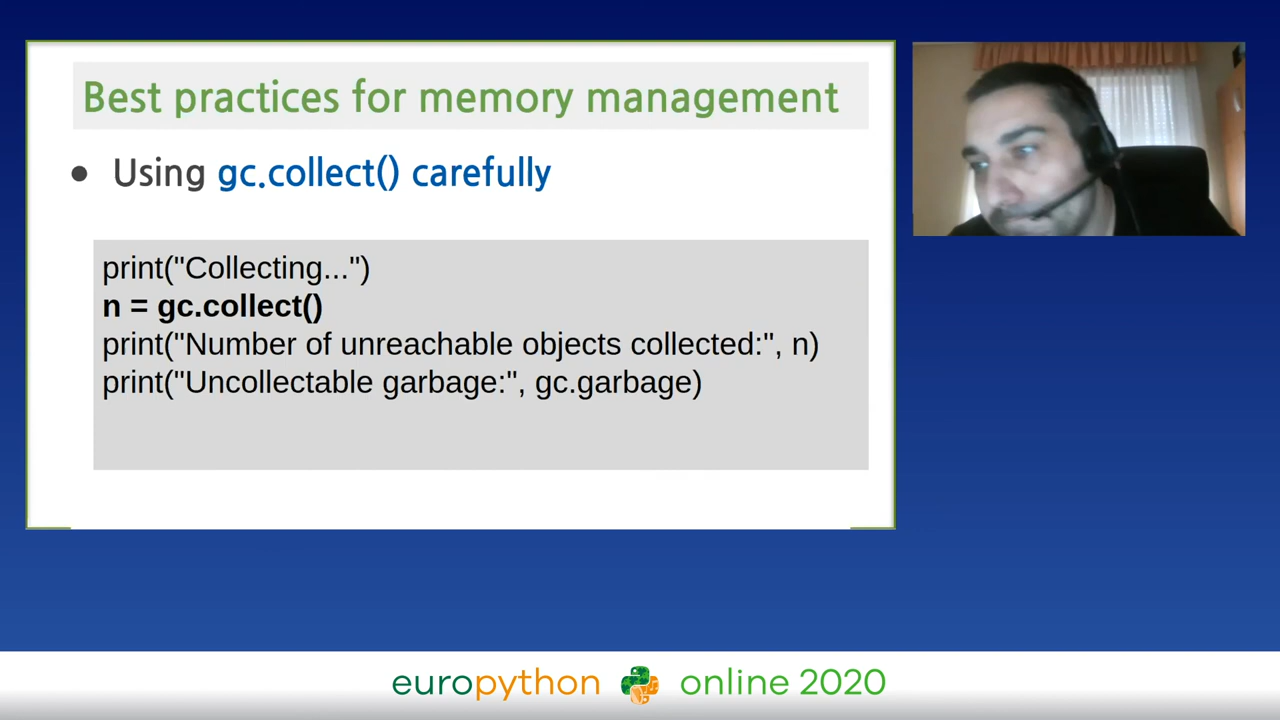 Best practices for memory management
● Using gc.collect() carefully
print("Collecting...")
n = gc.collect()
print("Number of unreachable objects collected:", n)
print("Uncollectable garbage:", gc.garbage)
europython online 2020